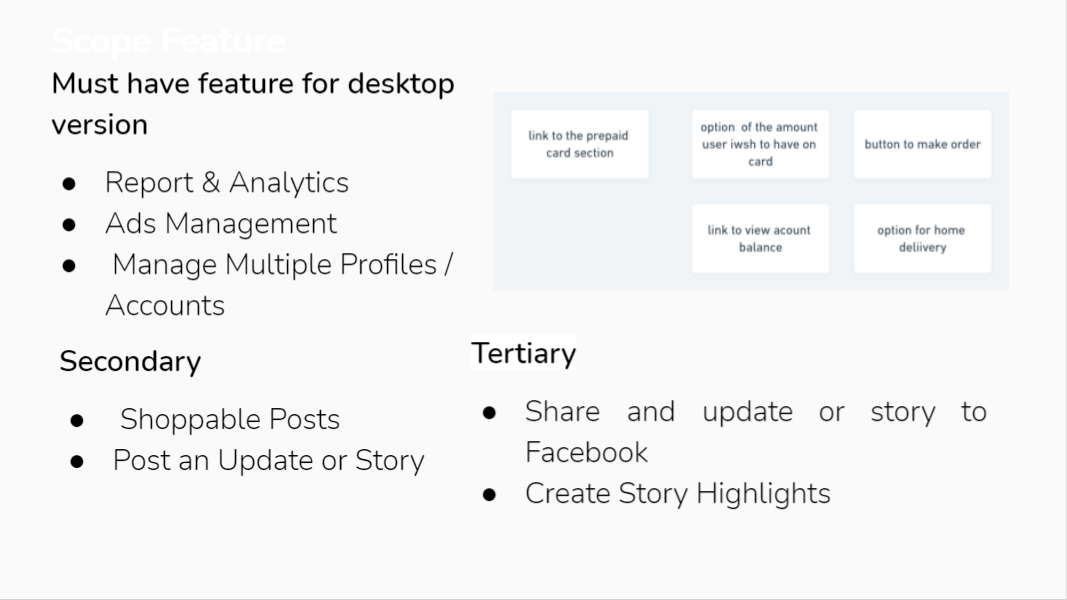 Scope Feature
Must have feature for desktop
version
● Report & Analytics
● Ads Management
● Manage Multiple Profiles /
Accounts
link to the prepaid
card section
option of the amount
user iwsh to have on
card
button to make order
link to view acount
balance
option for home
deliivery
Secondary
● Shoppable Posts
● Post an Update or Story
Tertiary
● Share and update or story to
Facebook
● Create Story Highlights